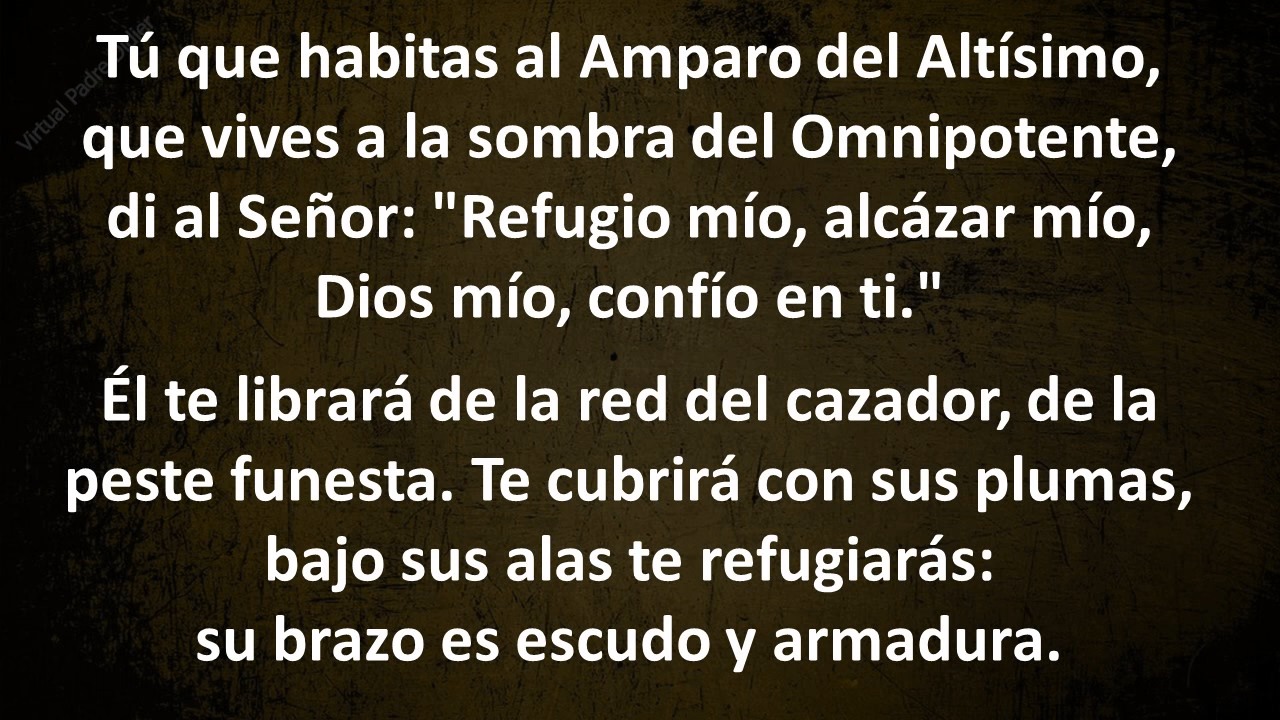 Tú que habitas al Amparo del Altísimo,
que vives a la sombra del Omnipotente,
di al Señor: "Refugio mío, alcázar mío,
Dios mío, confío en ti."
Él te librará de la red del cazador, de la
peste funesta. Te cubrirá con sus plumas,
bajo sus alas te refugiarás:
su brazo es escudo y armadura.
Virtual